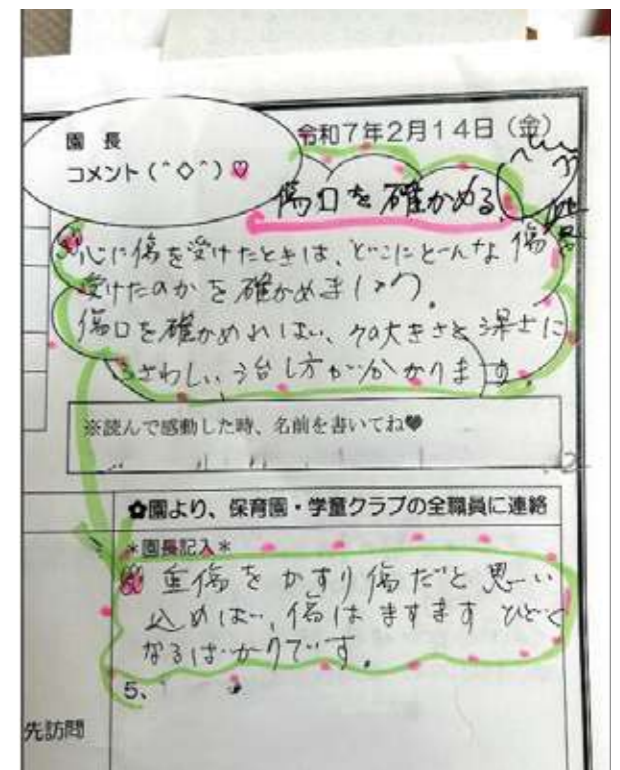 令和7年2月14日（金）
園長
コメント（^◇^）♡
傷口を確かめる
心に傷を受けたときは、どこにどんな傷を
受けたのかを確かめましょう。
傷口を確かめれば、その大きさと深さに
ふさわしい治し方が分かります。
※読んで感動した時、名前を書いてね♥
✿園より、保育園・学童クラブの全職員に連絡
＊園長記入＊
重傷をかすり傷だと思い
込めば、傷はますますひどく
なるばかりです。
5、
先訪問